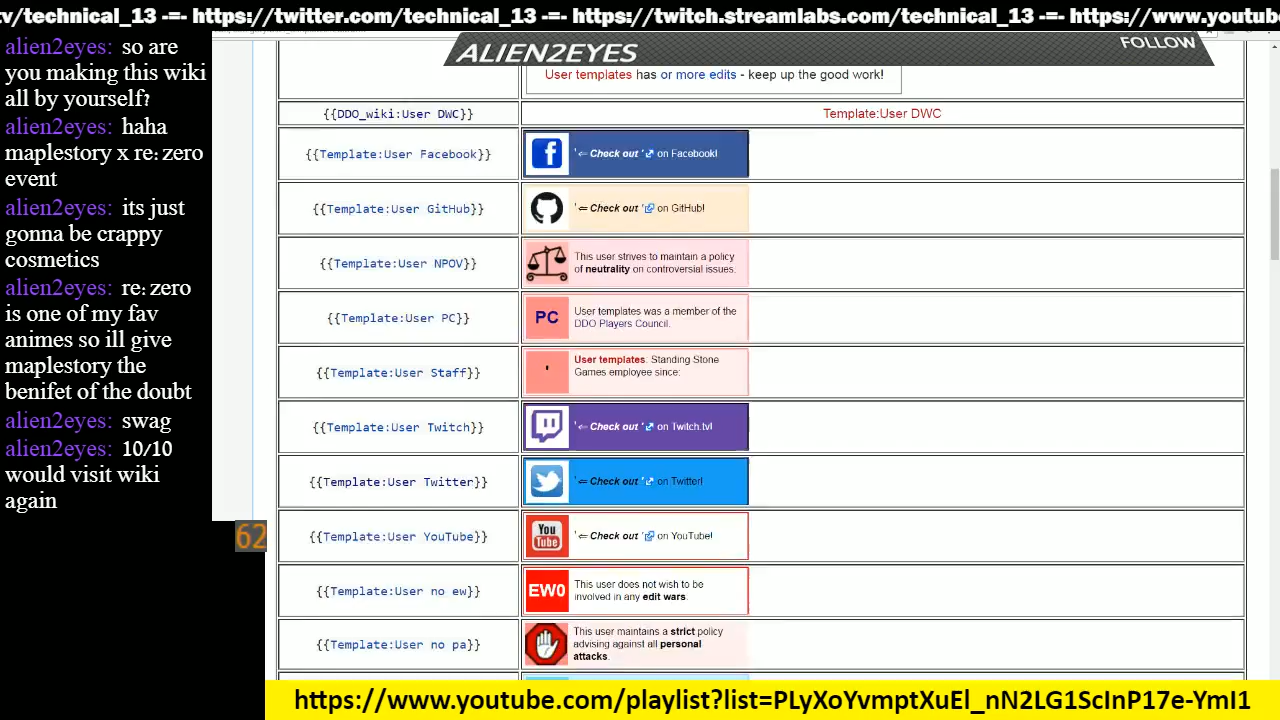 tv/technical_13 -=- https://twitter.com/technical_13 -=- https://twitch.streamlabs.com/technical_13 -=- https://www.youtube
alien2eyes: so are
you making this wiki
all by yourself?
alien2eyes: haha
maplestory x re:zero
event
alien2eyes: its just
gonna be crappy
cosmetics
alien2eyes: re:zero
is one of my fav
animes so ill give
maplestory the
benifet of the doubt
alien2eyes: swag
alien2eyes: 10/10
would visit wiki
again
62
ALIEN2EYES
FOLLOW
User templates has or more edits - keep up the good work!
{{DDO_wiki:User DWC}}
Template:User DWC
{{Template:User Facebook}}
'⇐ Check out ' on Facebook!
{{Template:User GitHub}}
'⇐ Check out ' on GitHub!
{{Template:User NPOV}}
This user strives to maintain a policy
of neutrality on controversial issues.
{{Template:User PC}}
PC
User templates was a member of the
DDO Players Council.
{{Template:User Staff}}
'
User templates. Standing Stone
Games employee since:
{{Template:User Twitch}}
'⇐ Check out ' on Twitch.tv!
{{Template:User Twitter}}
'⇐ Check out ' on Twitter!
{{Template:User YouTube}}
You
Tube
'⇐ Check out ' on YouTube!
{{Template:User no ew}}
EW0
This user does not wish to be
involved in any edit wars.
{{Template:User no pa}}
This user maintains a strict policy
advising against all personal
attacks.
https://www.youtube.com/playlist?list=PLyXoYvmptXuEl_nN2LG1ScInP17e-YmI1